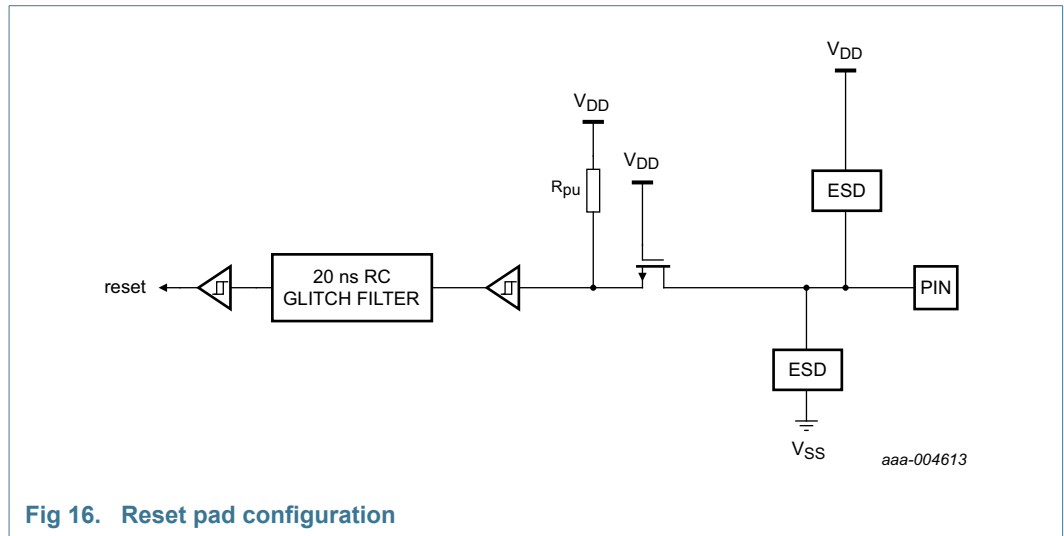 VDD
VDD
VDD
ESD
Rpu
reset
20 ns RC
GLITCH FILTER
PIN
ESD
VSS
aaa-004613
Fig 16. Reset pad configuration